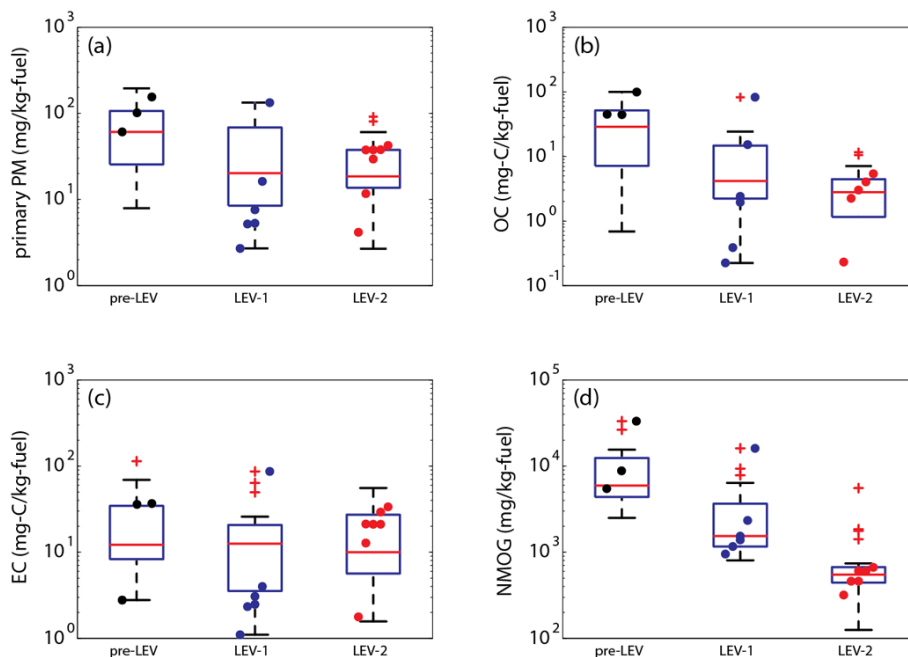 (a)
primary PM (mg/kg-fuel)
10³
10²
10¹
10⁰
pre-LEV LEV-1 LEV-2
(b)
OC (mg-C/kg-fuel)
10³
10²
10¹
10⁰
10⁻¹
pre-LEV LEV-1 LEV-2
(c)
EC (mg-C/kg-fuel)
10³
10²
10¹
10⁰
pre-LEV LEV-1 LEV-2
(d)
NMOG (mg/kg-fuel)
10⁵
10⁴
10³
10²
pre-LEV LEV-1 LEV-2